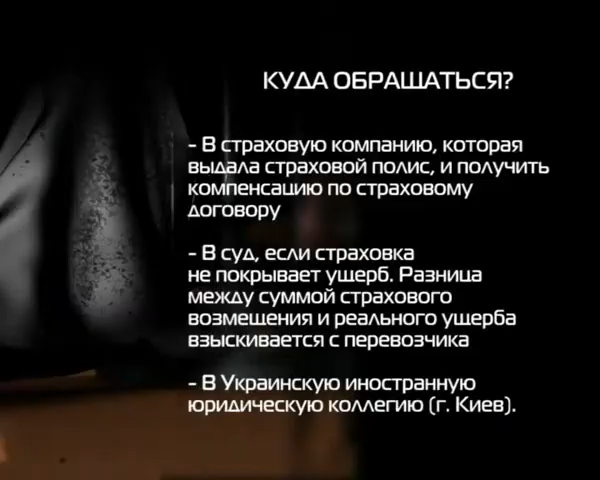 КУДА ОБРАЩАТЬСЯ?
- В страховую компанию, которая
выдала страховой полис, и получить
компенсацию по страховому
договору
- В суд, если страховка
не покрывает ущерб. Разница
между суммой страхового
возмещения и реального ущерба
взыскивается с перевозчика
- В Украинскую иностранную
юридическую коллегию (г. Киев).